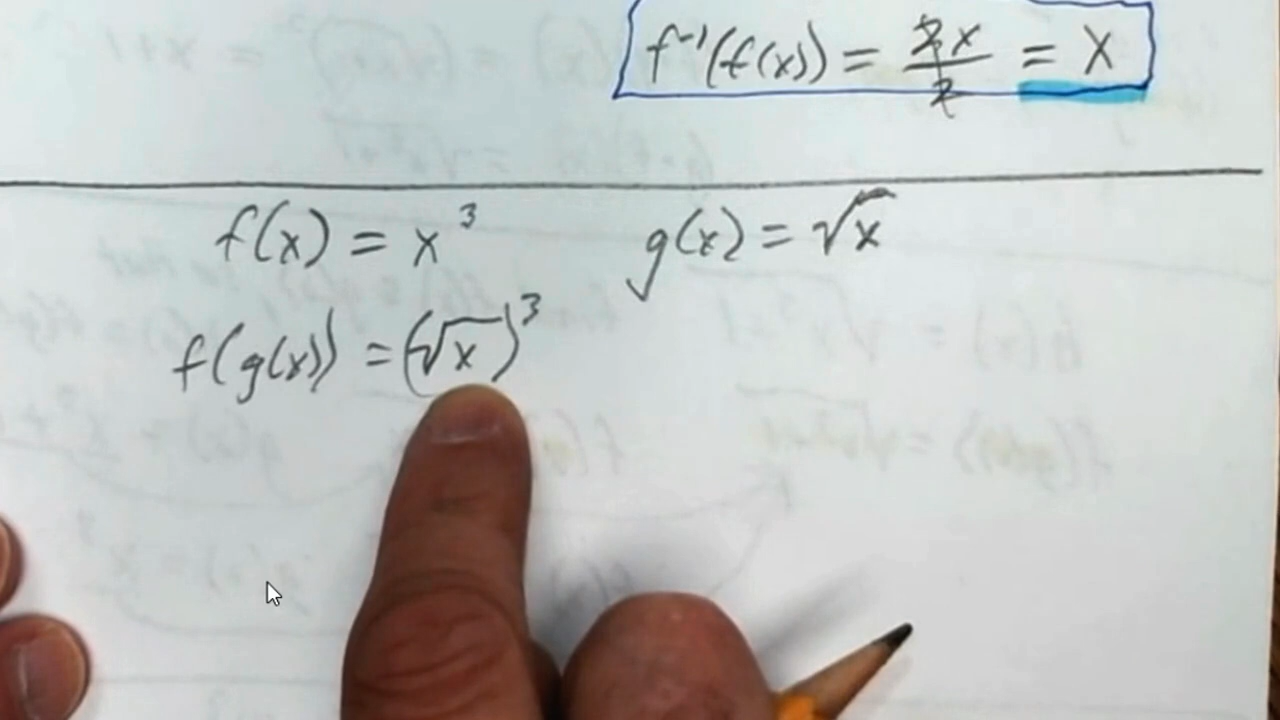 f⁻¹(f(x)) = 2x/2 = x
f(x) = x³ g(x) = √x
f(g(x)) = (√x)³